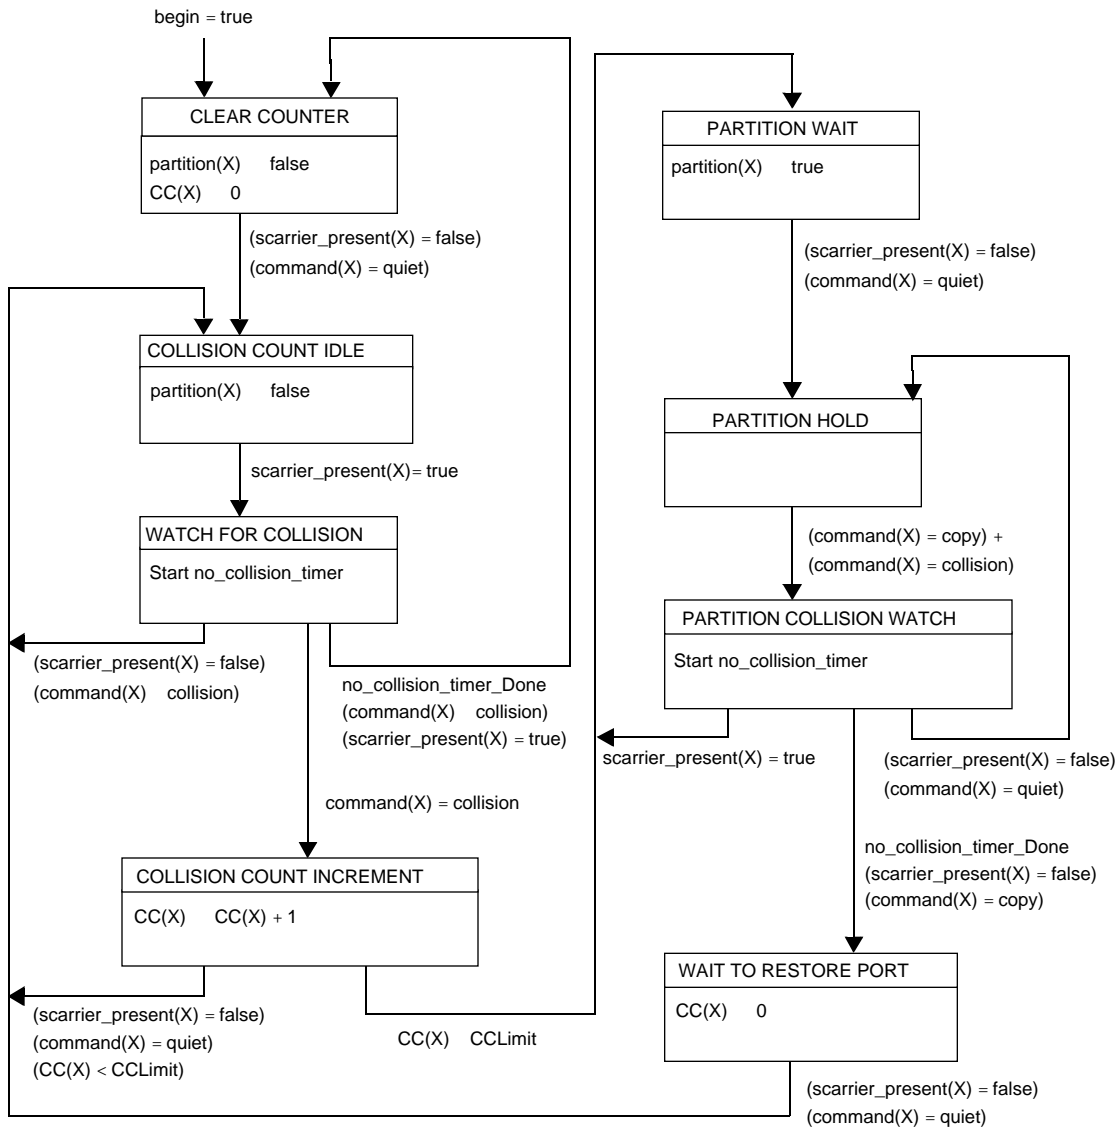 begin = true
CLEAR COUNTER
partition(X) false
CC(X) 0
(scarrier_present(X) = false)
(command(X) = quiet)
COLLISION COUNT IDLE
partition(X) false
scarrier_present(X)= true
WATCH FOR COLLISION
Start no_collision_timer
(scarrier_present(X) = false)
(command(X) collision)
no_collision_timer_Done
(command(X) collision)
(scarrier_present(X) = true)
command(X) = collision
COLLISION COUNT INCREMENT
CC(X) CC(X) + 1
(scarrier_present(X) = false)
(command(X) = quiet)
(CC(X) < CCLimit)
CC(X) CCLimit
PARTITION WAIT
partition(X) true
(scarrier_present(X) = false)
(command(X) = quiet)
PARTITION HOLD
(command(X) = copy) +
(command(X) = collision)
PARTITION COLLISION WATCH
Start no_collision_timer
scarrier_present(X) = true
(scarrier_present(X) = false)
(command(X) = quiet)
no_collision_timer_Done
(scarrier_present(X) = false)
(command(X) = copy)
WAIT TO RESTORE PORT
CC(X) 0
(scarrier_present(X) = false)
(command(X) = quiet)